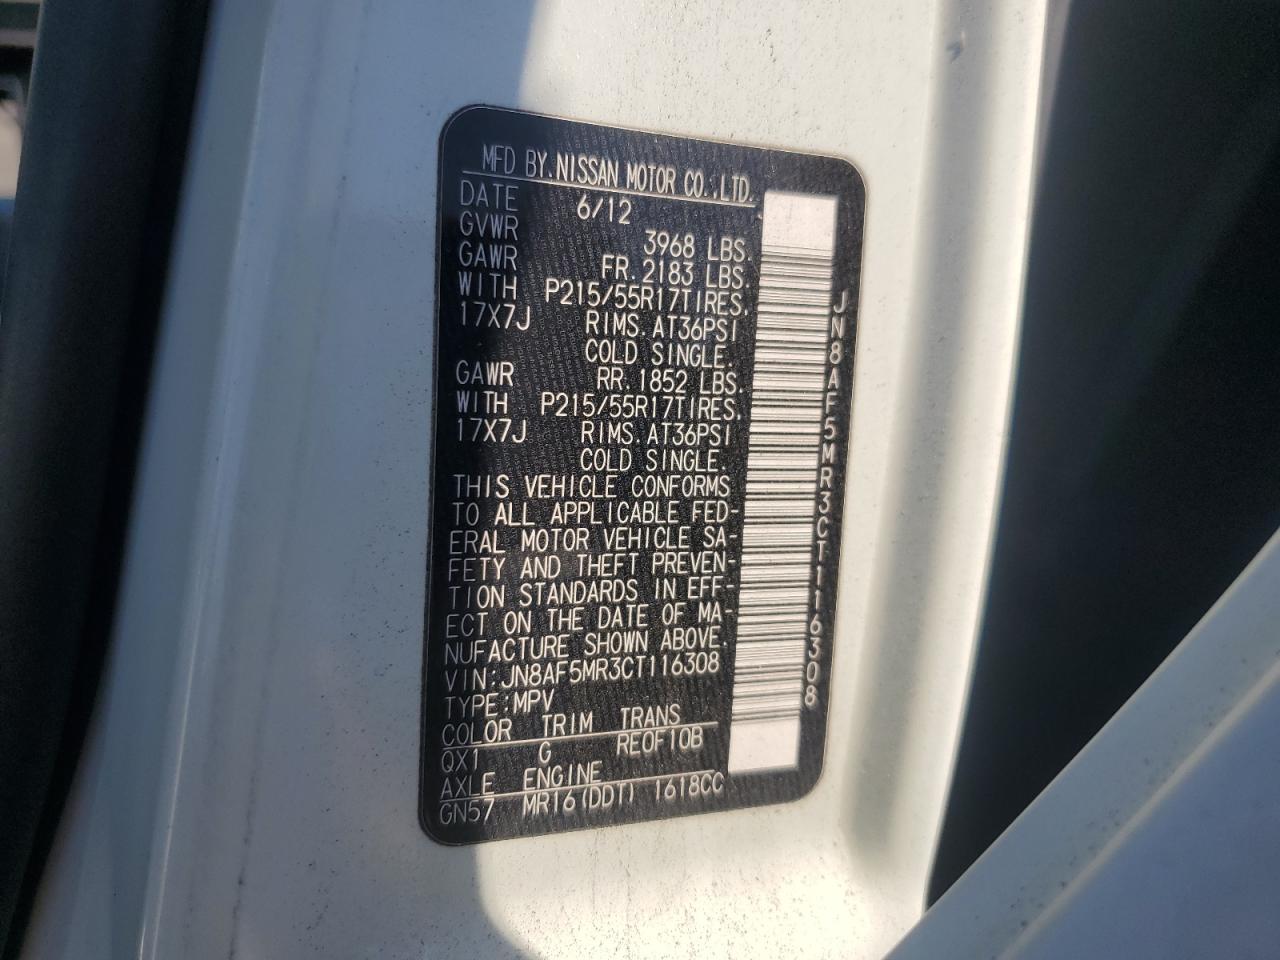 MFD BY.NISSAN MOTOR CO.,LTD.
DATE 6/12
GVWR 3968 LBS.
GAWR FR.2183 LBS.
WITH P215/55R17TIRES.
17X7J RIMS.AT36PSI
COLD SINGLE.
GAWR RR.1852 LBS.
WITH P215/55R17TIRES.
17X7J RIMS.AT36PSI
COLD SINGLE.
THIS VEHICLE CONFORMS
TO ALL APPLICABLE FED-
ERAL MOTOR VEHICLE SA-
FETY AND THEFT PREVEN-
TION STANDARDS IN EFF-
ECT ON THE DATE OF MA-
NUFACTURE SHOWN ABOVE.
VIN:JN8AF5MR3CT116308
TYPE:MPV
COLOR TRIM TRANS
QX1 G RE0F10B
AXLE ENGINE
GN57 MR16(DDT) 1618CC
JN8AF5MR3CT116308